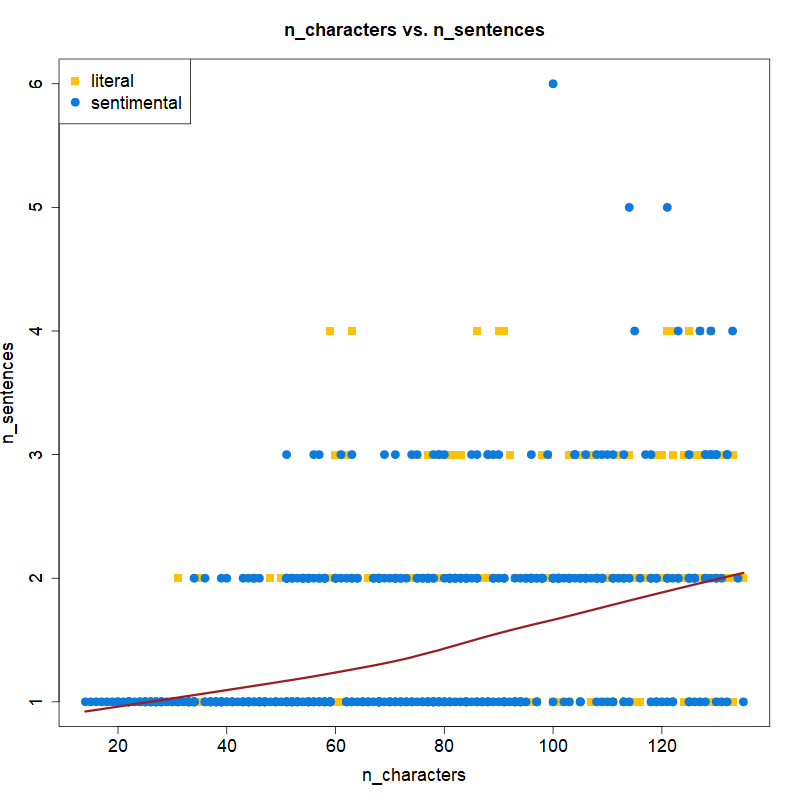 n_characters vs. n_sentences
literal
sentimental
6
5
4
3
2
1
n_sentences
20 40 60 80 100 120
n_characters